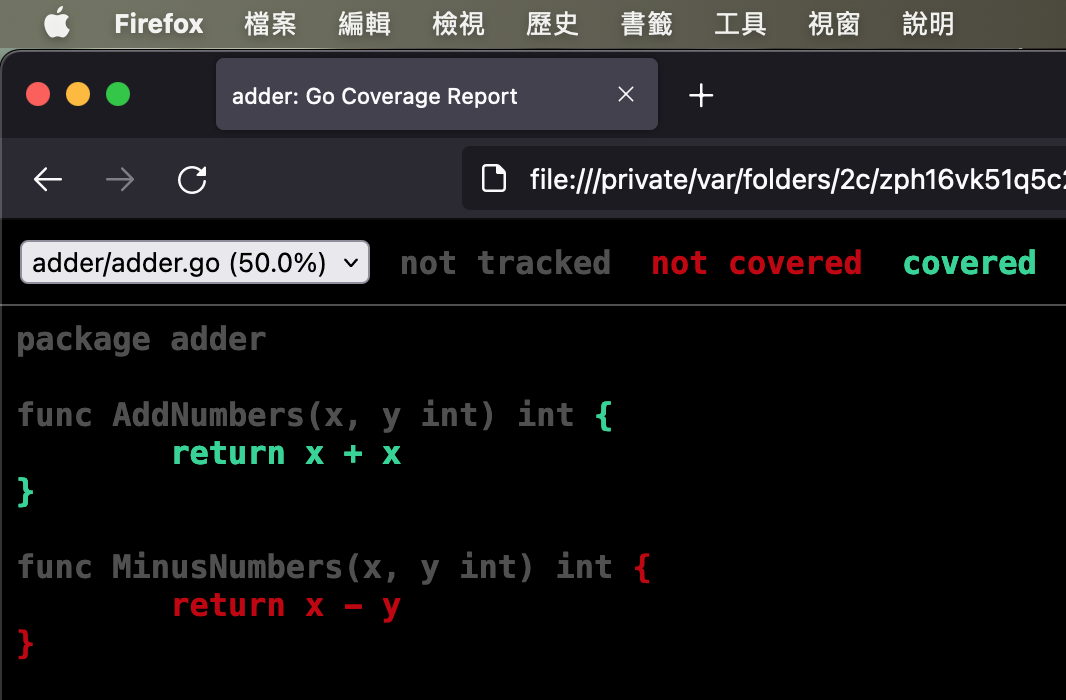 Firefox 檔案 編輯 檢視 歷史 書籤 工具 視窗 說明
adder: Go Coverage Report
file:///private/var/folders/2c/zph16vk51q5c
adder/adder.go (50.0%) not tracked not covered covered
package adder
func AddNumbers(x, y int) int {
return x + x
}
func MinusNumbers(x, y int) int {
return x - y
}